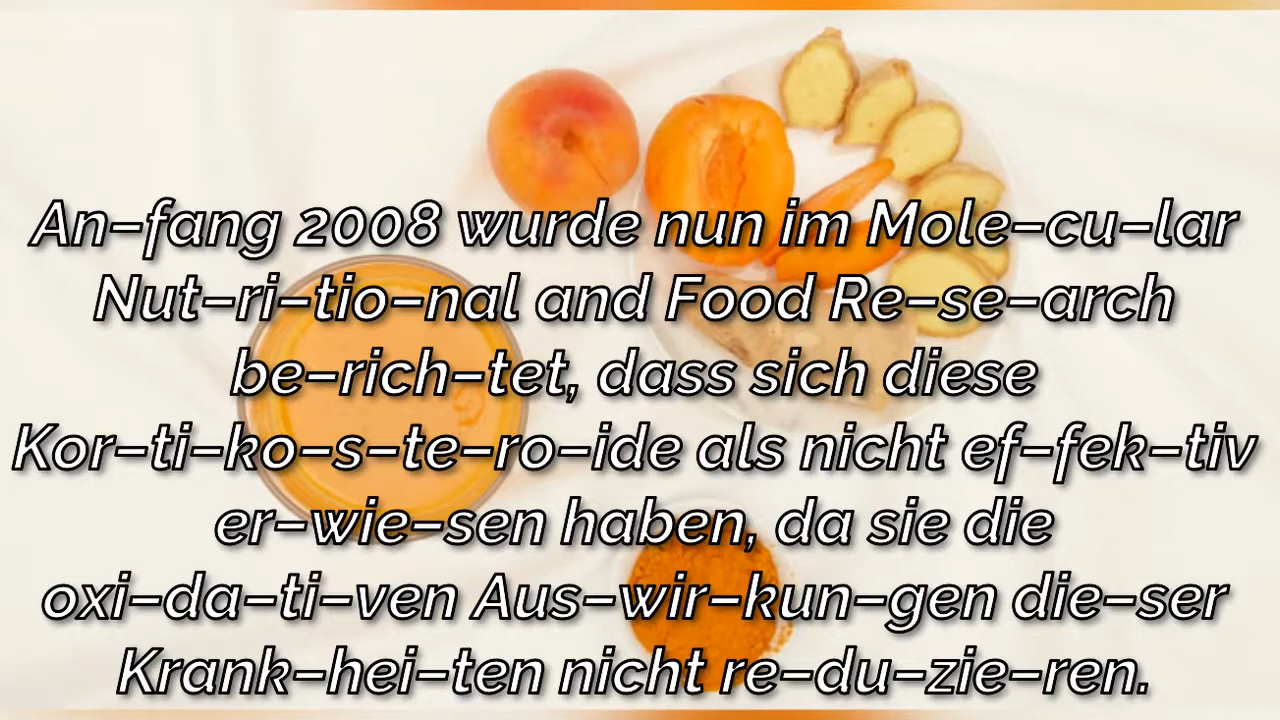 An–fang 2008 wurde nun im Mole–cu–lar
Nut–ri–tio–nal and Food Re–se–arch
be–rich–tet, dass sich diese
Kor–ti–ko–s–te–ro–ide als nicht ef–fek–tiv
er–wie–sen haben, da sie die
oxi–da–ti–ven Aus–wir–kun–gen die–ser
Krank–hei–ten nicht re–du–zie–ren.